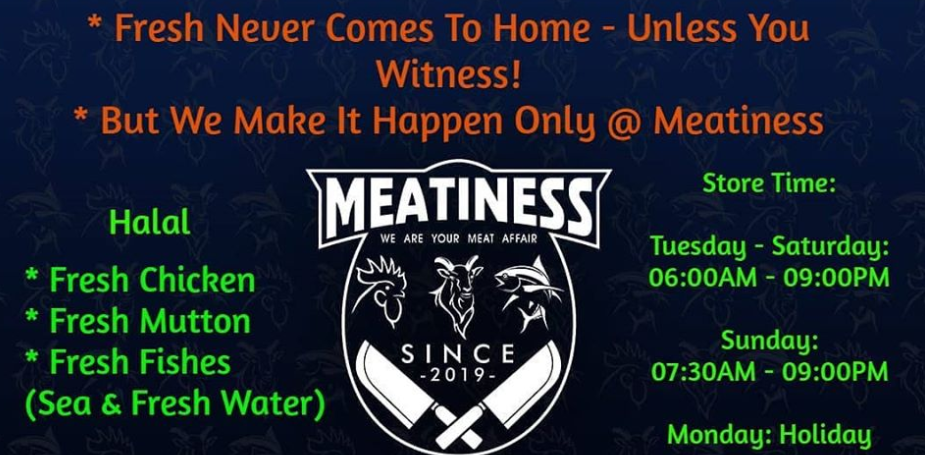 * Fresh Never Comes To Home - Unless You
Witness!
* But We Make It Happen Only @ Meatiness
Halal
* Fresh Chicken
* Fresh Mutton
* Fresh Fishes
(Sea & Fresh Water)
MEATINESS
WE ARE YOUR MEAT AFFAIR
SINCE
-2019-
Store Time:
Tuesday - Saturday:
06:00AM - 09:00PM
Sunday:
07:30AM - 09:00PM
Monday: Holiday